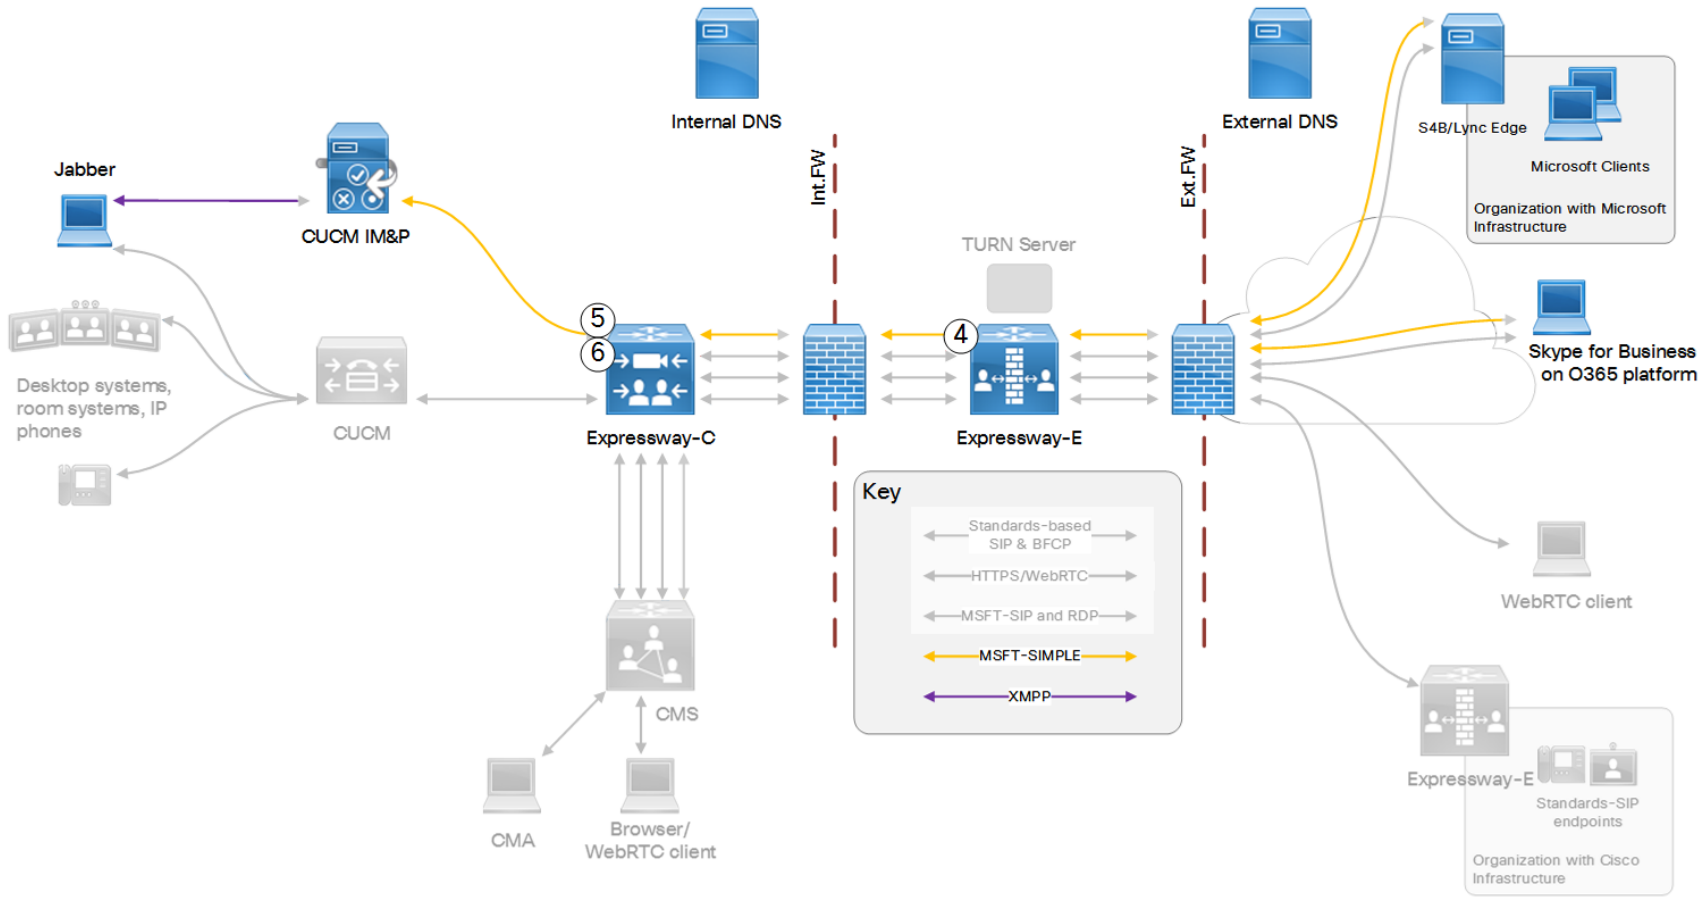 Internal DNS
External DNS
S4B/Lync Edge
Microsoft Clients
Organization with Microsoft
Infrastructure
Jabber
CUCM IM&P
Int.FW
Ext.FW
TURN Server
5
6
4
Skype for Business
on O365 platform
Desktop systems,
room systems, IP
phones
CUCM
Expressway-C
Expressway-E
Key
Standards-based
SIP & BFCP
HTTPS/WebRTC
MSFT-SIP and RDP
MSFT-SIMPLE
XMPP
WebRTC client
CMS
CMA
Browser/
WebRTC client
Expressway-E
Standards-SIP
endpoints
Organization with Cisco
Infrastructure